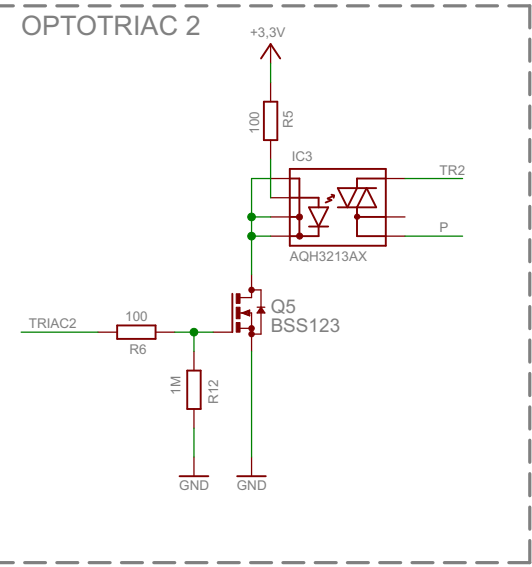 OPTOTRIAC 2
+3,3V
100
R5
IC3
TR2
P
AQH3213AX
Q5
BSS123
TRIAC2
100
R6
1M
R12
GND
GND